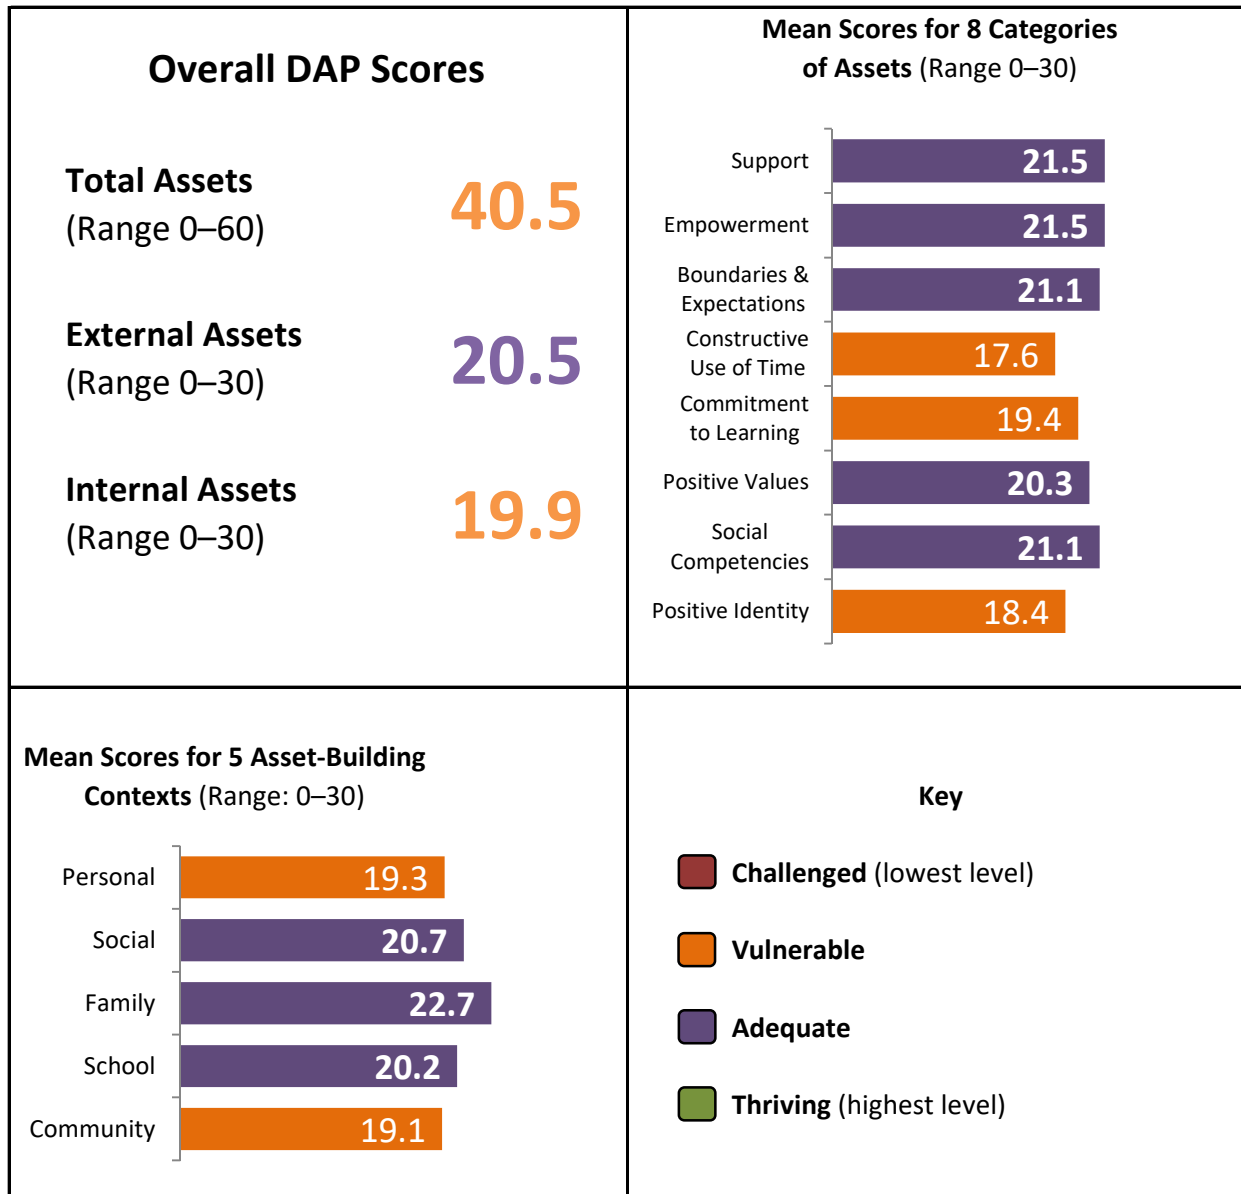 Overall DAP Scores
Total Assets
(Range 0–60)
40.5
External Assets
(Range 0–30)
20.5
Internal Assets
(Range 0–30)
19.9
Mean Scores for 8 Categories
of Assets (Range 0–30)
Support
21.5
Empowerment
21.5
Boundaries &
Expectations
21.1
Constructive
Use of Time
17.6
Commitment
to Learning
19.4
Positive Values
20.3
Social
Competencies
21.1
Positive Identity
18.4
Mean Scores for 5 Asset-Building
Contexts (Range: 0–30)
Personal
19.3
Social
20.7
Family
22.7
School
20.2
Community
19.1
Key
Challenged (lowest level)
Vulnerable
Adequate
Thriving (highest level)